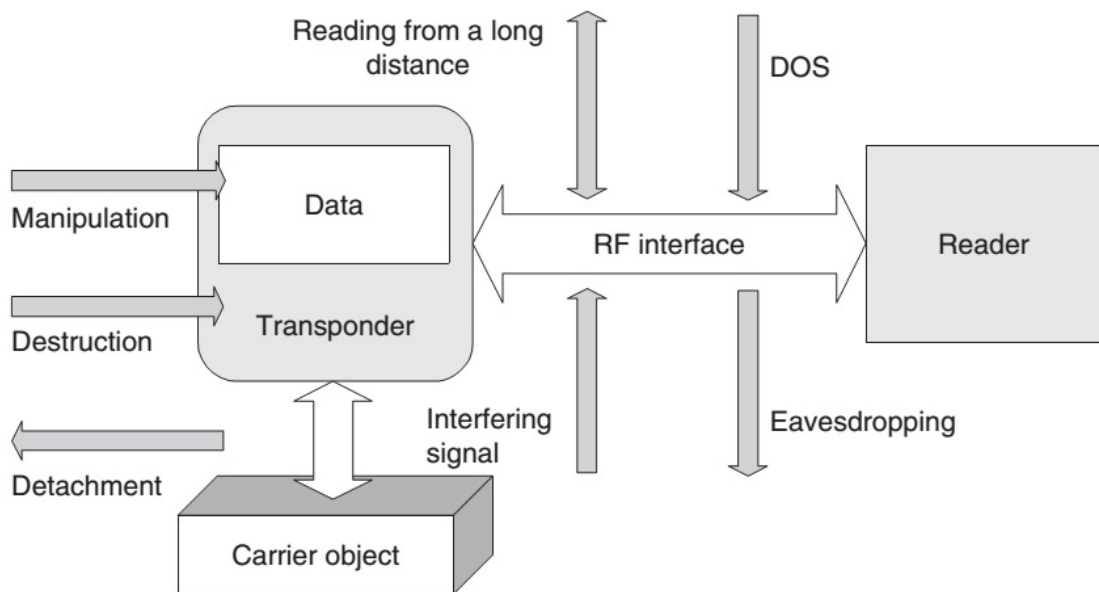 Reading from a long
distance
DOS
Manipulation
Data
RF interface
Reader
Destruction
Transponder
Detachment
Interfering
signal
Eavesdropping
Carrier object